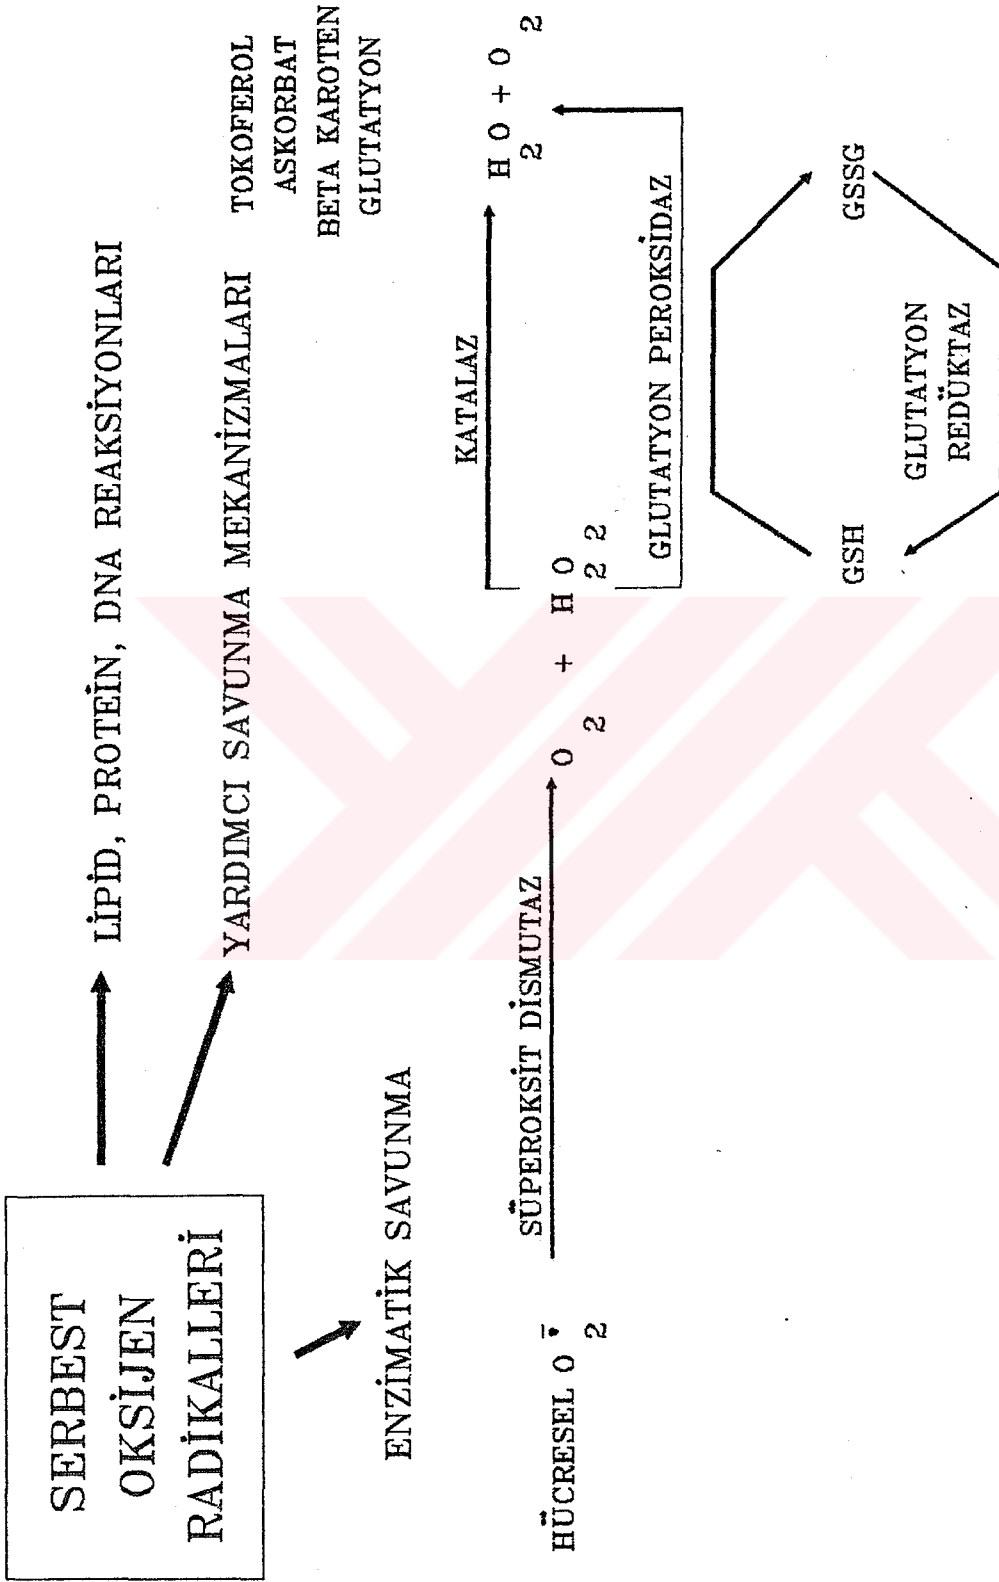 SERBEST
OKSİJEN
RADİKALLERİ
LİPİD, PROTEİN, DNA REAKSİYONLARI
YARDIMCI SAVUNMA MEKANİZMALARI
TOKOFEROL
ASKORBAT
BETA KAROTEN
GLUTATYON
ENZİMATİK SAVUNMA
HÜCRESEL O₂•̄
SÜPEROKSİT DİSMUTAZ
O₂ + H₂O₂
KATALAZ
H₂O + O₂
GLUTATYON PEROKSİDAZ
GSH
GSSG
GLUTATYON
REDÜKTAZ